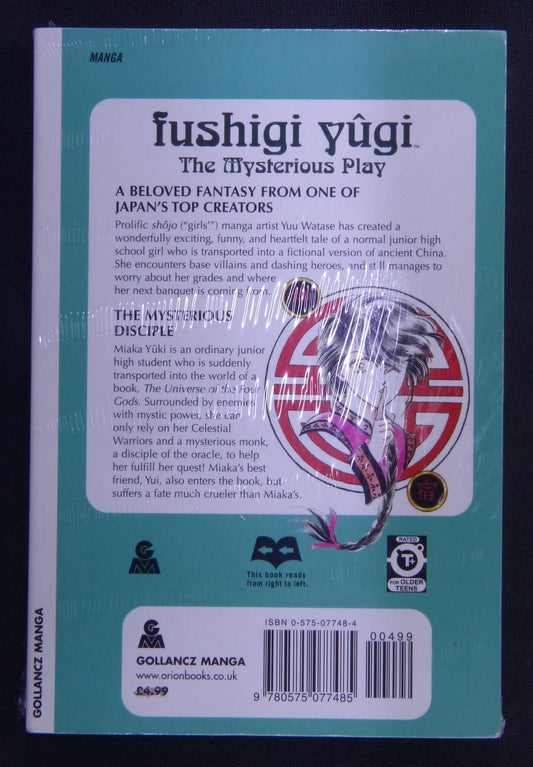 MANGA
fushigi yûgi™
The Mysterious Play
A BELOVED FANTASY FROM ONE OF
JAPAN'S TOP CREATORS
Prolific shôjo ("girls'") manga artist Yuu Watase has created a
wonderfully exciting, funny, and heartfelt tale of a normal junior high
school girl who is transported into a fictional version of ancient China.
She encounters base villains and dashing heroes, and still manages to
worry about her grades and where
her next banquet is coming from.
THE MYSTERIOUS
DISCIPLE
Miaka Yûki is an ordinary junior
high student who is suddenly
transported into the world of a
book, The Universe of the Four
Gods. Surrounded by enemies
with mystic power, she can
only rely on her Celestial
Warriors and a mysterious monk,
a disciple of the oracle, to help
her fulfill her quest! Miaka's best
friend, Yui, also enters the book, but
suffers a fate much crueler than Miaka's.
宿
GM
This book reads
from right to left.
RATED
T+
FOR OLDER
TEENS
GM
GOLLANCZ MANGA
www.orionbooks.co.uk
£4.99
ISBN 0-575-07748-4
00499
9 780575 077485
GOLLANCZ MANGA